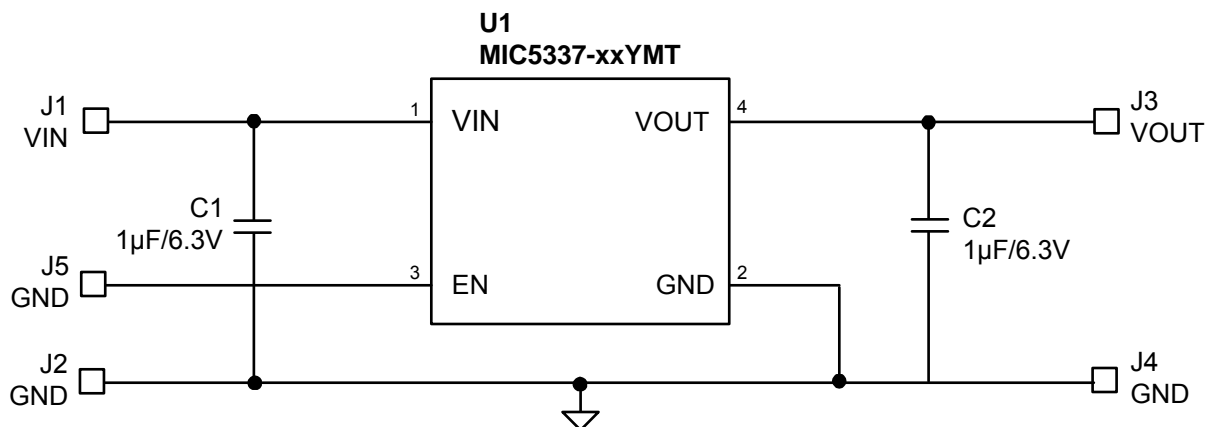 U1
MIC5337-xxYMT
J1
VIN
1
VIN
VOUT
4
J3
VOUT
C1
1µF/6.3V
C2
1µF/6.3V
J5
GND
3
EN
GND
2
J2
GND
J4
GND